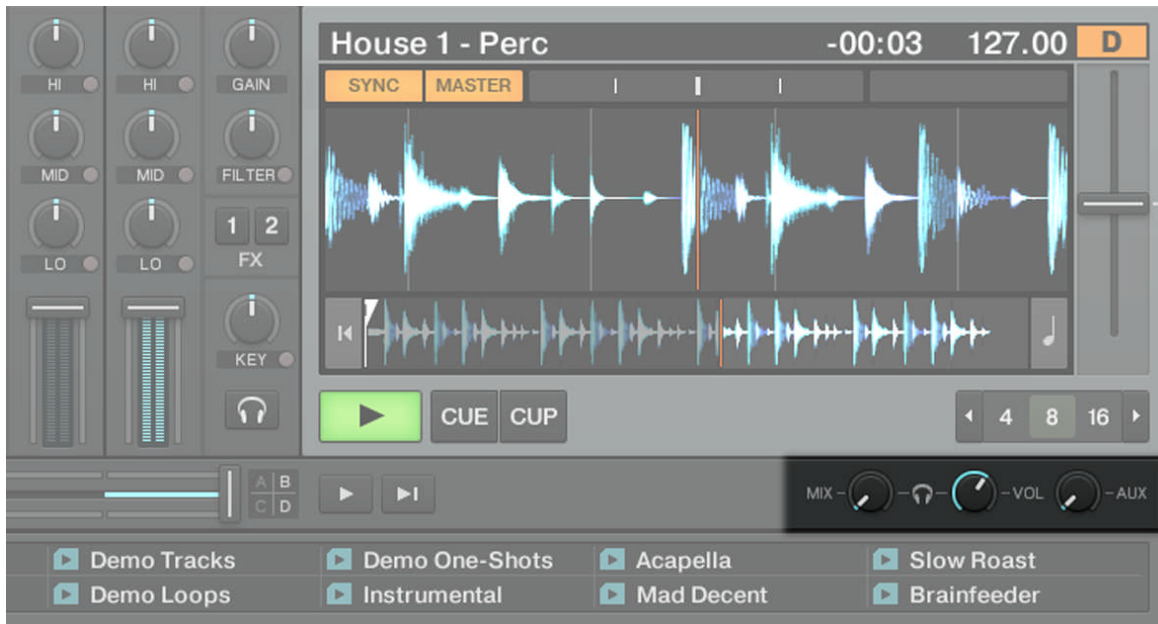 House 1 - Perc -00:03 127.00 D
SYNC MASTER
HI HI GAIN
MID MID FILTER
1 2
LO LO FX
KEY
CUE CUP 4 8 16
A B
C D
MIX VOL AUX
Demo Tracks Demo One-Shots Acapella Slow Roast
Demo Loops Instrumental Mad Decent Brainfeeder